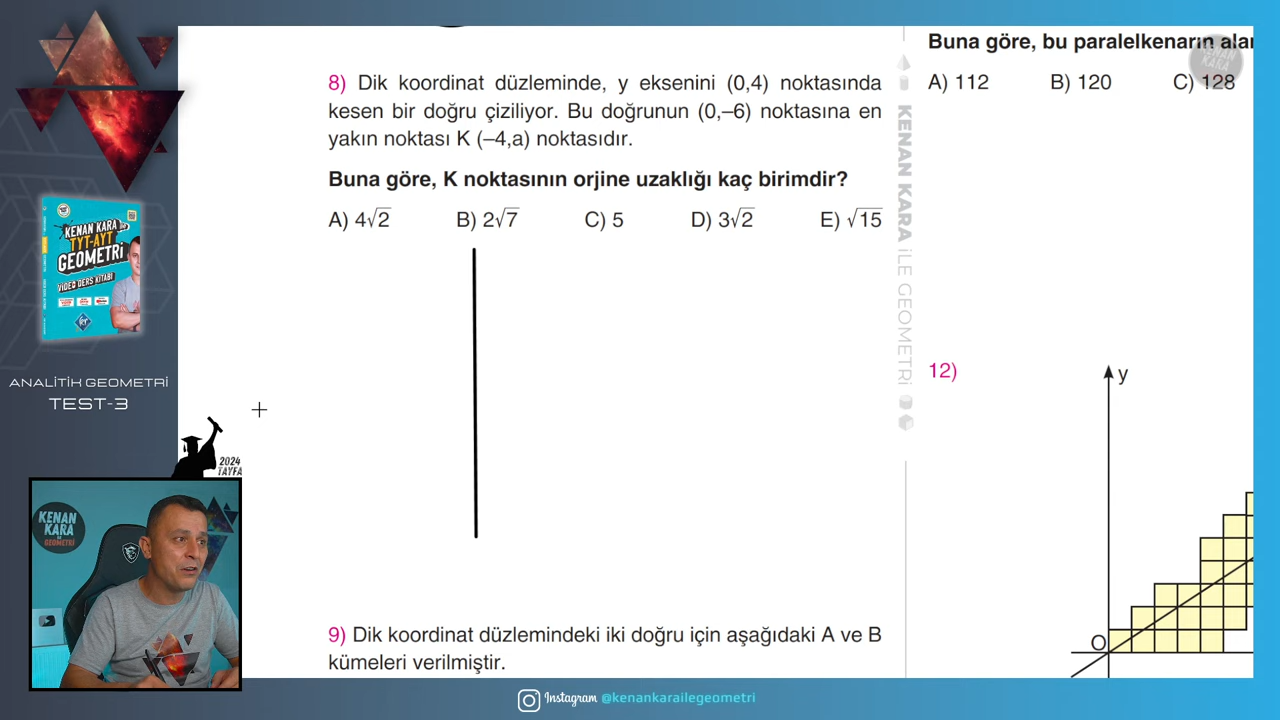 KENAN KARA
TYT-AYT
GEOMETRİ
VİDEO DERS KİTABI
ANALİTİK GEOMETRİ
TEST-3
2024
TAYFA
KENAN
KARA
GEOMETRİ
8) Dik koordinat düzleminde, y eksenini (0,4) noktasında
kesen bir doğru çiziliyor. Bu doğrunun (0,–6) noktasına en
yakın noktası K (–4,a) noktasıdır.
Buna göre, K noktasının orjine uzaklığı kaç birimdir?
A) 4√2 B) 2√7 C) 5 D) 3√2 E) √15
9) Dik koordinat düzlemindeki iki doğru için aşağıdaki A ve B
kümeleri verilmiştir.
KENAN KARA İLE GEOMETRİ
Buna göre, bu paralelkenarın alan
KENAN
KARA
A) 112 B) 120 C) 128
12)
y
O
Instagram @kenankarailegeometri